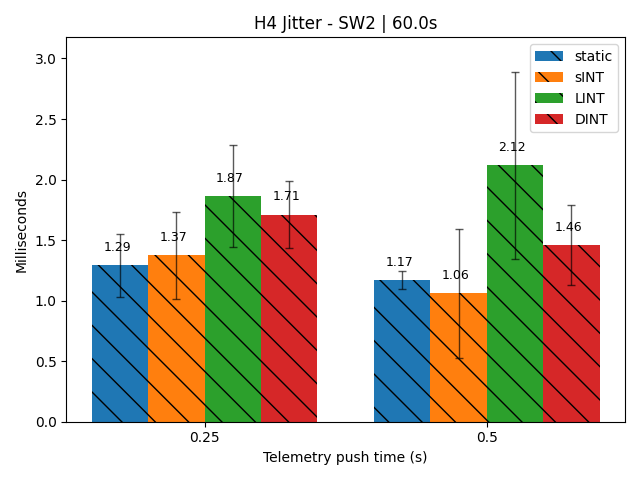 H4 Jitter - SW2 | 60.0s
static
sINT
LINT
DINT
Milliseconds
3.0
2.5
2.0
1.5
1.0
0.5
0.0
1.29
1.37
1.87
1.71
1.17
1.06
2.12
1.46
0.25
0.5
Telemetry push time (s)